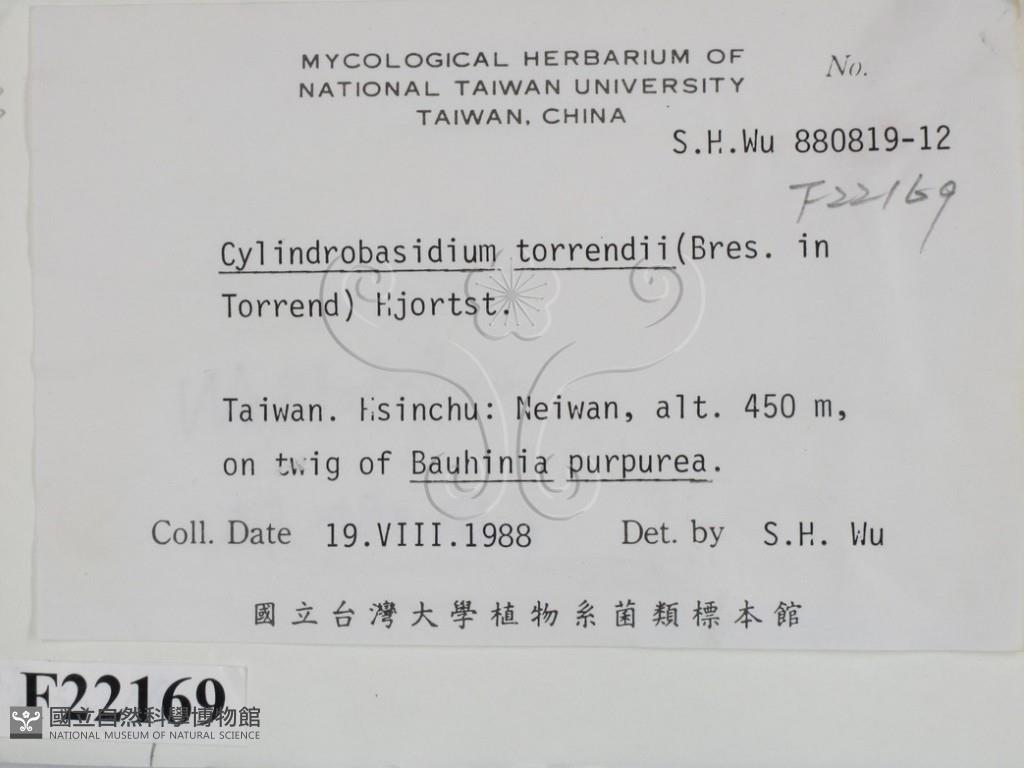 MYCOLOGICAL HERBARIUM OF
NATIONAL TAIWAN UNIVERSITY
TAIWAN, CHINA
No.
S.H.Wu 880819-12
F22169
Cylindrobasidium torrendii(Bres. in
Torrend) Hjortst.
Taiwan. Hsinchu: Neiwan, alt. 450 m,
on twig of Bauhinia purpurea.
Coll. Date 19.VIII.1988 Det. by S.H. Wu
國立台灣大學植物系菌類標本館
F22169
國立自然科學博物館
NATIONAL MUSEUM OF NATURAL SCIENCE